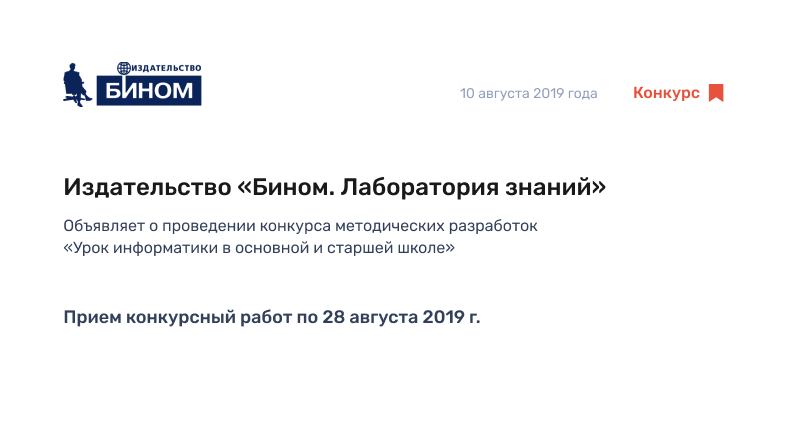 ИЗДАТЕЛЬСТВО
БИНОМ
10 августа 2019 года
Конкурс
Издательство «Бином. Лаборатория знаний»
Объявляет о проведении конкурса методических разработок
«Урок информатики в основной и старшей школе»
Прием конкурсный работ по 28 августа 2019 г.